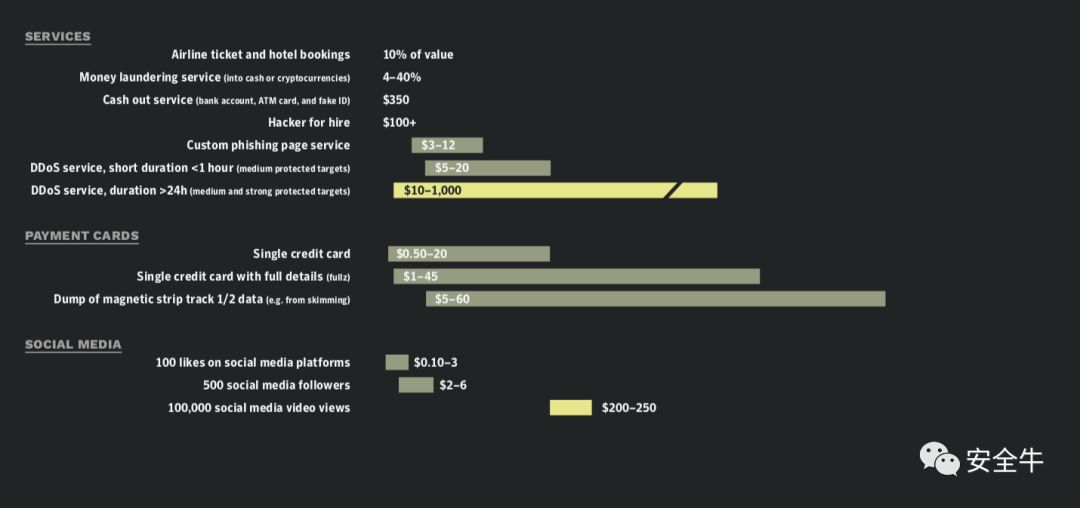 SERVICES
Airline ticket and hotel bookings 10% of value
Money laundering service (into cash or cryptocurrencies) 4–40%
Cash out service (bank account, ATM card, and fake ID) $350
Hacker for hire $100+
Custom phishing page service $3–12
DDoS service, short duration <1 hour (medium protected targets) $5–20
DDoS service, duration >24h (medium and strong protected targets) $10–1,000
PAYMENT CARDS
Single credit card $0.50–20
Single credit card with full details (fullz) $1–45
Dump of magnetic strip track 1/2 data (e.g. from skimming) $5–60
SOCIAL MEDIA
100 likes on social media platforms $0.10–3
500 social media followers $2–6
100,000 social media video views $200–250
安全牛